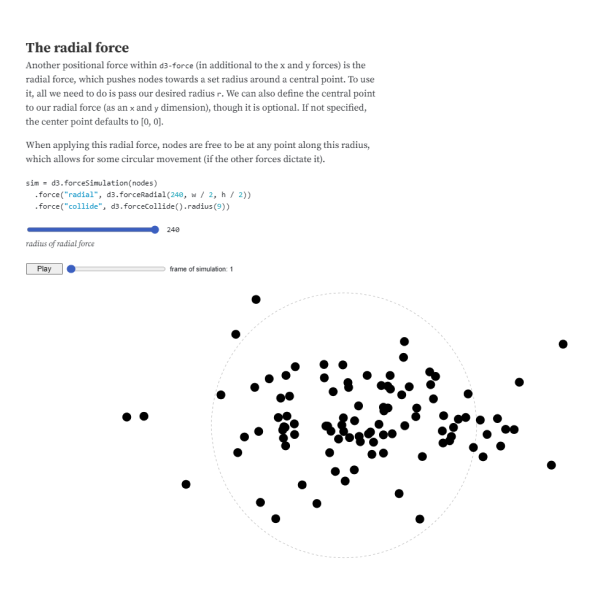 The radial force
Another positional force within d3-force (in additional to the x and y forces) is the
radial force, which pushes nodes towards a set radius around a central point. To use
it, all we need to do is pass our desired radius r. We can also define the central point
to our radial force (as an x and y dimension), though it is optional. If not specified,
the center point defaults to [0, 0].
When applying this radial force, nodes are free to be at any point along this radius,
which allows for some circular movement (if the other forces dictate it).
sim = d3.forceSimulation(nodes)
.force("radial", d3.forceRadial(240, w / 2, h / 2))
.force("collide", d3.forceCollide().radius(9))
240
radius of radial force
Play frame of simulation: 1